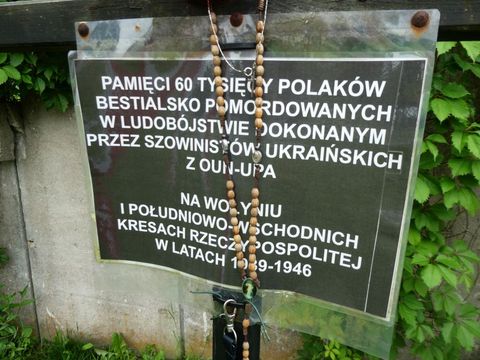 PAMIĘCI 60 TYSIĘCY POLAKÓW
BESTIALSKO POMORDOWANYCH
W LUDOBÓJSTWIE DOKONANYM
PRZEZ SZOWINISTÓW UKRAIŃSKICH
Z OUN-UPA
NA WOŁYNIU
I POŁUDNIOWO-WSCHODNICH
KRESACH RZECZYPOSPOLITEJ
W LATACH 1939-1946